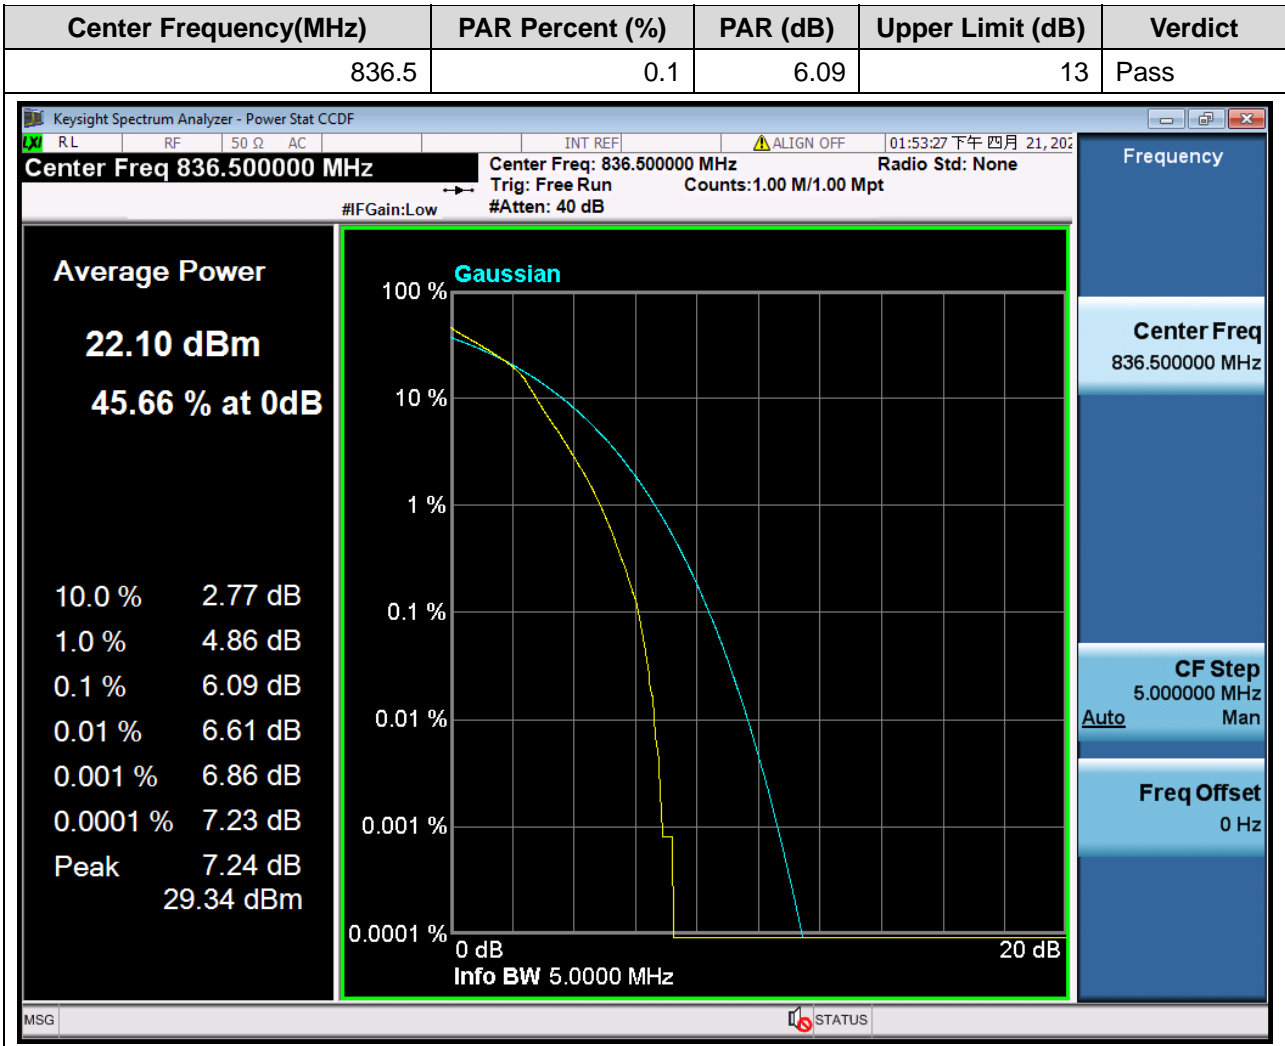 Center Frequency(MHz) PAR Percent (%) PAR (dB) Upper Limit (dB) Verdict
836.5 0.1 6.09 13 Pass
Keysight Spectrum Analyzer - Power Stat CCDF
LXI RL RF 50 Ω AC INT REF ALIGN OFF 01:53:27 下午 四月 21, 202
Center Freq 836.500000 MHz
Center Freq: 836.500000 MHz Radio Std: None
Trig: Free Run Counts:1.00 M/1.00 Mpt
#IFGain:Low #Atten: 40 dB
Average Power
22.10 dBm
45.66 % at 0dB
10.0 % 2.77 dB
1.0 % 4.86 dB
0.1 % 6.09 dB
0.01 % 6.61 dB
0.001 % 6.86 dB
0.0001 % 7.23 dB
Peak 7.24 dB
29.34 dBm
Gaussian
100 %
10 %
1 %
0.1 %
0.01 %
0.001 %
0.0001 %
0 dB 20 dB
Info BW 5.0000 MHz
Frequency
Center Freq
836.500000 MHz
CF Step
5.000000 MHz
Auto Man
Freq Offset
0 Hz
MSG STATUS